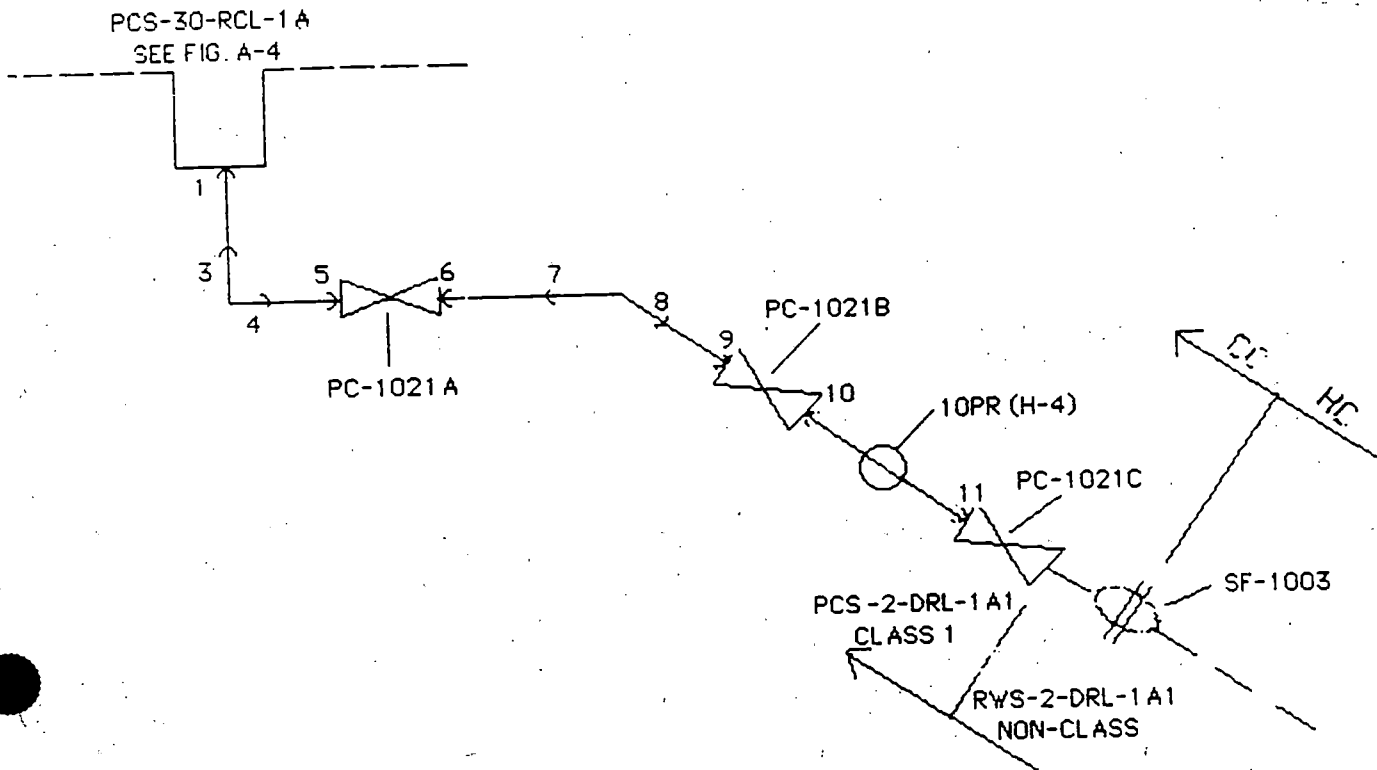 PCS-30-RCL-1A
SEE FIG. A-4
1
3
4
5
6
7
8
9
PC-1021A
PC-1021B
10
10PR (H-4)
11
PC-1021C
CC
HC
SF-1003
PCS-2-DRL-1A1
CLASS 1
RWS-2-DRL-1A1
NON-CLASS